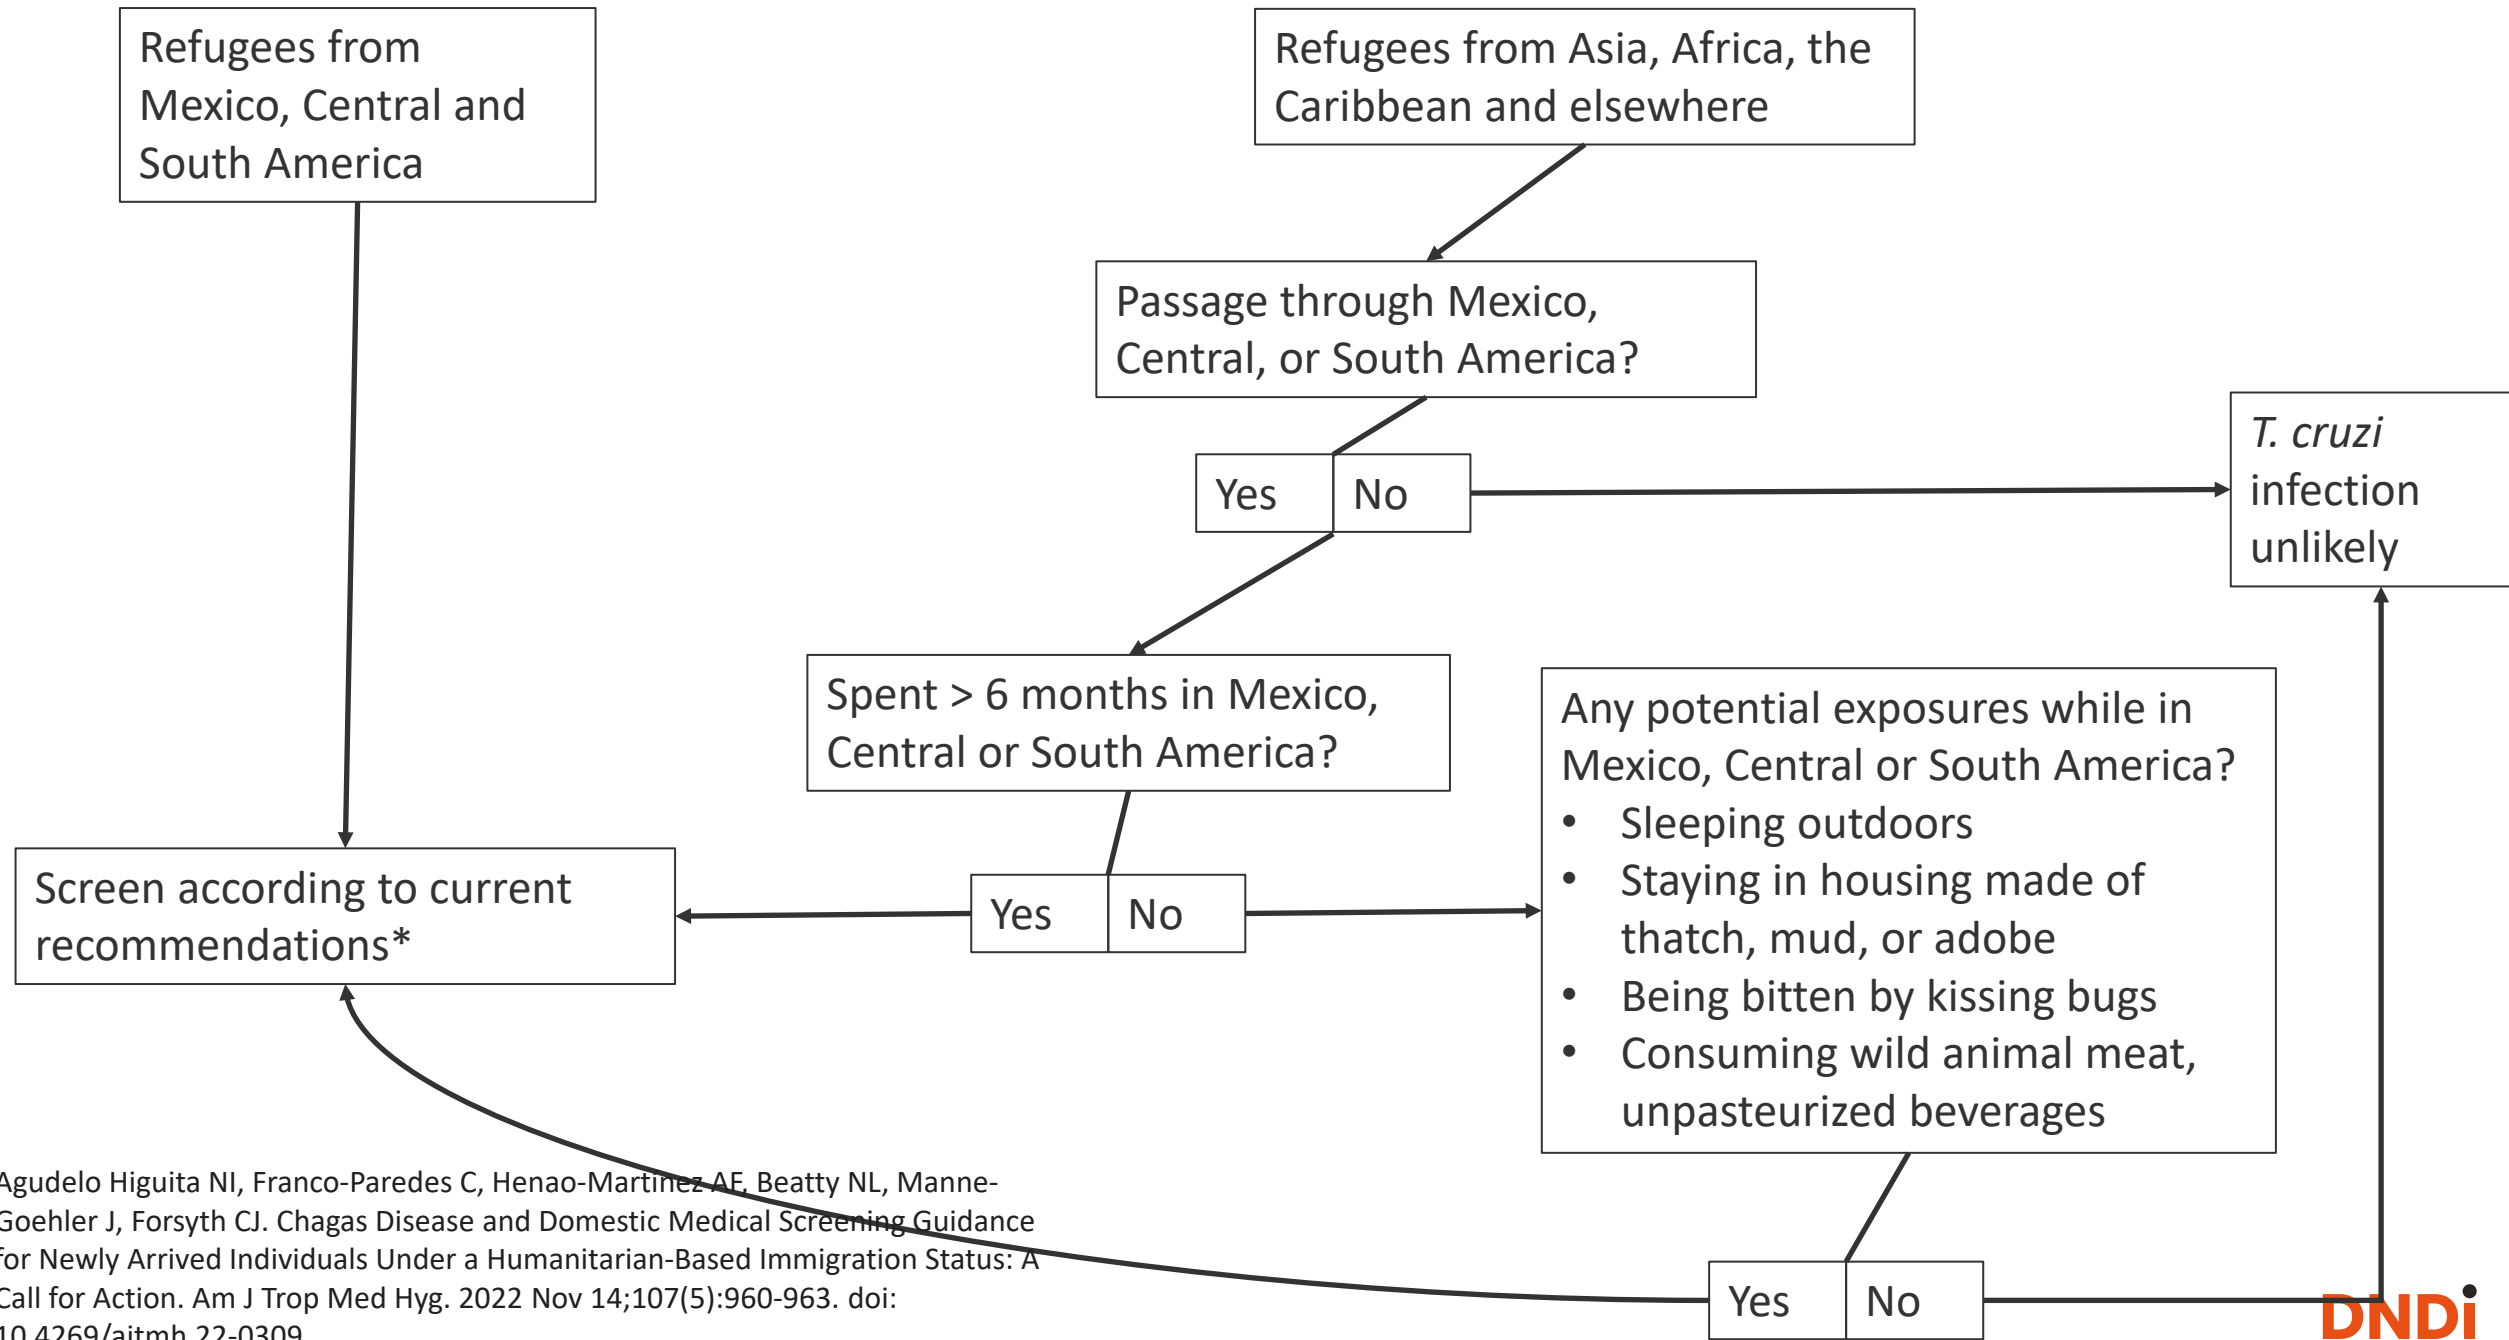 Refugees from
Mexico, Central and
South America
Refugees from Asia, Africa, the
Caribbean and elsewhere
Passage through Mexico,
Central, or South America?
Yes
No
T. cruzi
infection
unlikely
Spent > 6 months in Mexico,
Central or South America?
Yes
No
Any potential exposures while in
Mexico, Central or South America?
• Sleeping outdoors
• Staying in housing made of
thatch, mud, or adobe
• Being bitten by kissing bugs
• Consuming wild animal meat,
unpasteurized beverages
Screen according to current
recommendations*
Yes
No
Agudelo Higuita NI, Franco-Paredes C, Henao-Martinez AF, Beatty NL, Manne-
Goehler J, Forsyth CJ. Chagas Disease and Domestic Medical Screening Guidance
for Newly Arrived Individuals Under a Humanitarian-Based Immigration Status: A
Call for Action. Am J Trop Med Hyg. 2022 Nov 14;107(5):960-963. doi:
10.4269/ajtmh.22-0309
DNDi